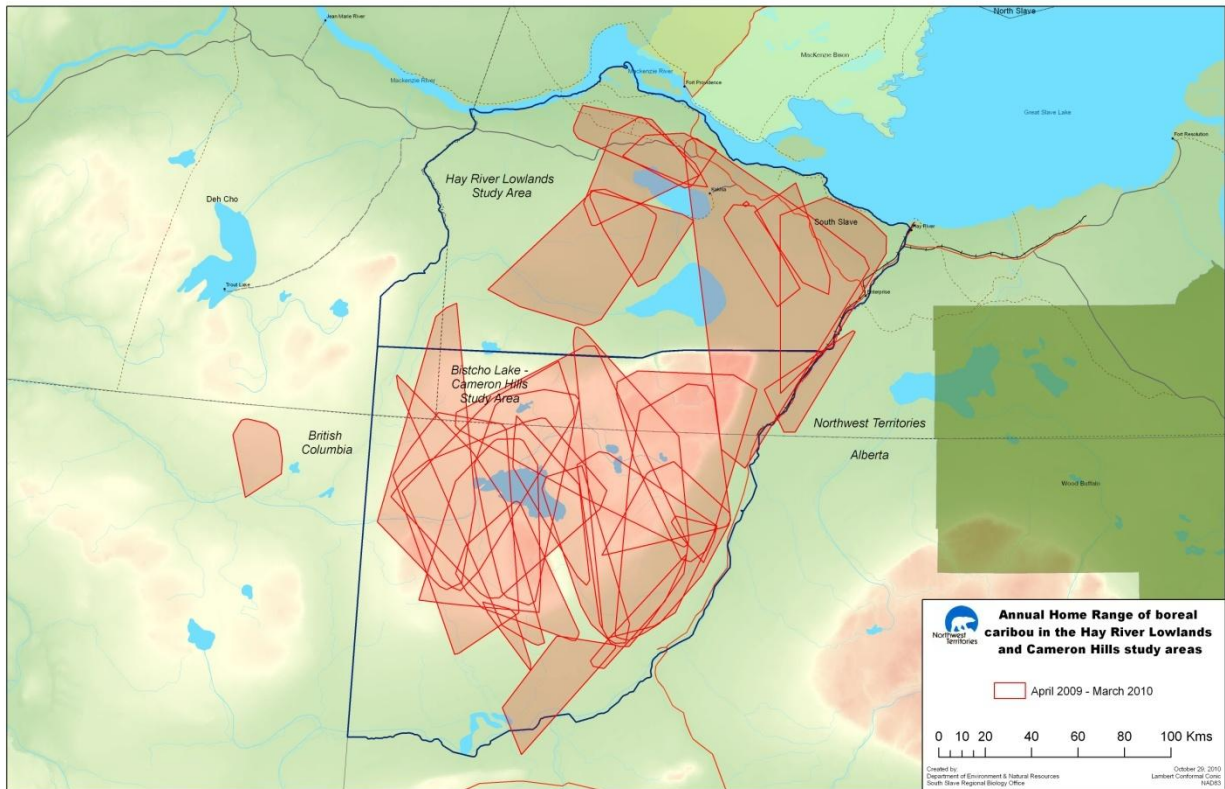 North Slave
Jean Marie River
Mackenzie River
Mackenzie River
Fort Providence
Mackenzie Bison
Great Slave Lake
Fort Resolution
Hay River Lowlands
Study Area
Deh Cho
Kakisa
South Slave
Hay River
Trout Lake
Enterprise
Bistcho Lake -
Cameron Hills
Study Area
British
Columbia
Northwest Territories
Alberta
Wood Buffalo
Northwest
Territories
Annual Home Range of boreal
caribou in the Hay River Lowlands
and Cameron Hills study areas
April 2009 - March 2010
0 10 20 40 60 80 100 Kms
Created by:
Department of Environment & Natural Resources
South Slave Regional Biology Office
October 29, 2010
Lambert Conformal Conic
NAD83